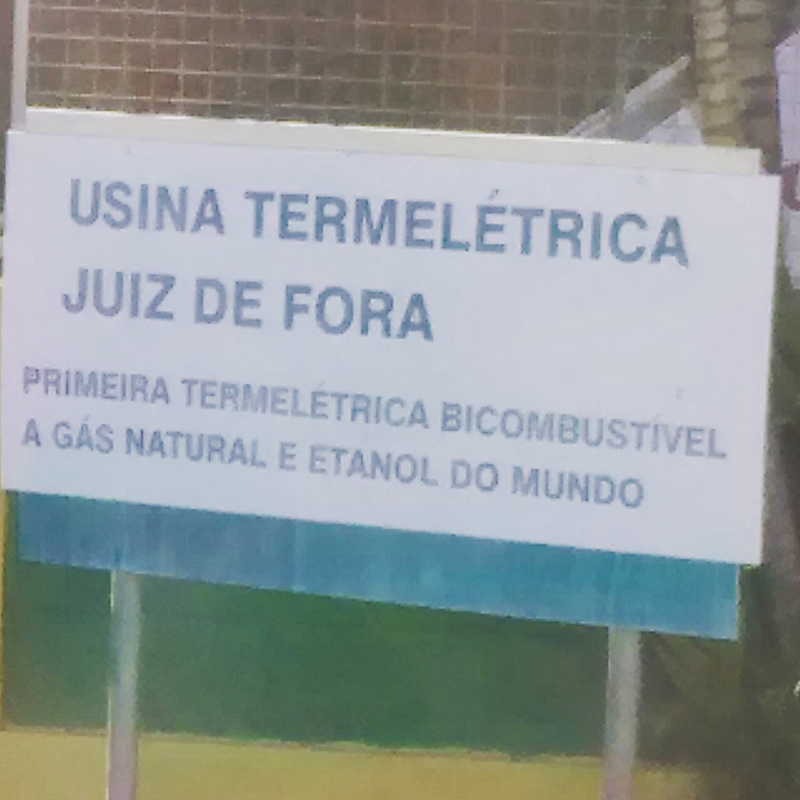 USINA TERMELÉTRICA
JUIZ DE FORA
PRIMEIRA TERMELÉTRICA BICOMBUSTÍVEL
A GÁS NATURAL E ETANOL DO MUNDO